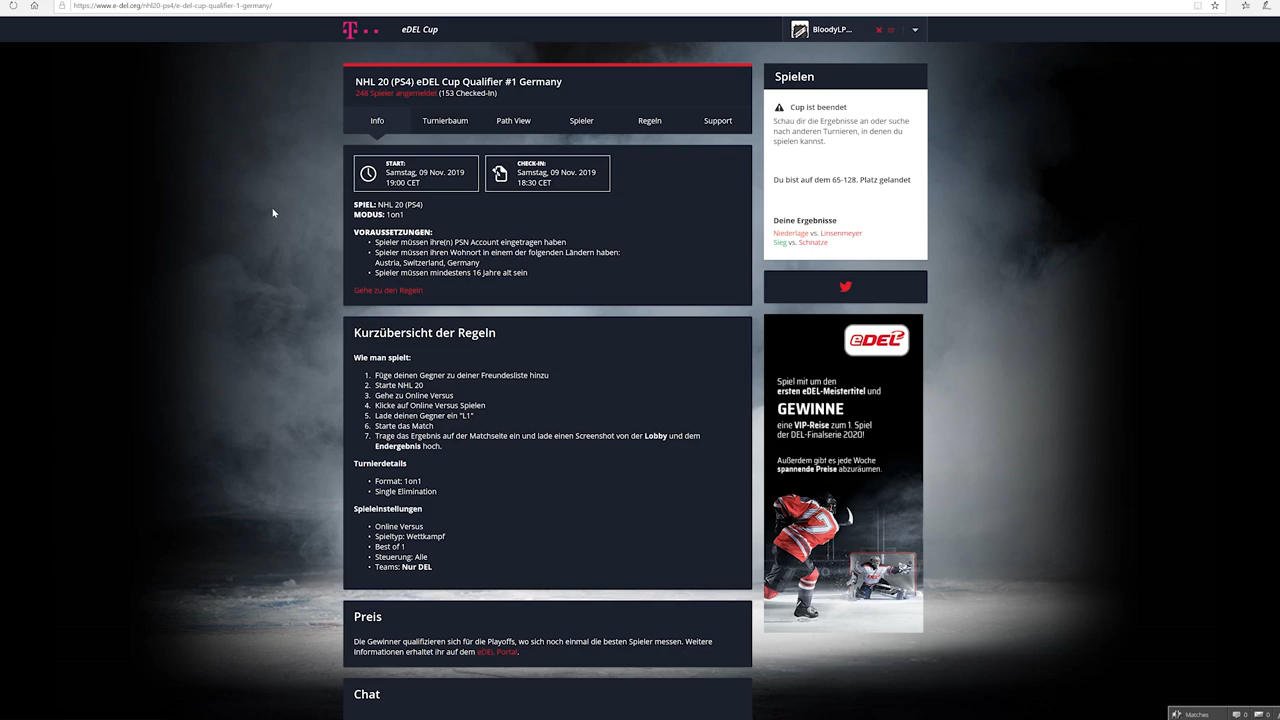 https://www.e-del.org/nhl20-ps4/e-del-cup-qualifier-1-germany/
T
eDEL Cup
BloodyLP...
NHL 20 (PS4) eDEL Cup Qualifier #1 Germany
248 Spieler angemeldet (153 Checked-In)
Info
Turnierbaum
Path View
Spieler
Regeln
Support
START:
Samstag, 09 Nov. 2019
19:00 CET
CHECK-IN:
Samstag, 09 Nov. 2019
18:30 CET
SPIEL: NHL 20 (PS4)
MODUS: 1on1
VORAUSSETZUNGEN:
• Spieler müssen ihre(n) PSN Account eingetragen haben
• Spieler müssen ihren Wohnort in einem der folgenden Ländern haben:
Austria, Switzerland, Germany
• Spieler müssen mindestens 16 Jahre alt sein
Gehe zu den Regeln
Kurzübersicht der Regeln
Wie man spielt:
1. Füge deinen Gegner zu deiner Freundesliste hinzu
2. Starte NHL 20
3. Gehe zu Online Versus
4. Klicke auf Online Versus Spielen
5. Lade deinen Gegner ein "L1"
6. Starte das Match
7. Trage das Ergebnis auf der Matchseite ein und lade einen Screenshot von der Lobby und dem
Endergebnis hoch.
Turnierdetails
• Format: 1on1
• Single Elimination
Spieleinstellungen
• Online Versus
• Spieltyp: Wettkampf
• Best of 1
• Steuerung: Alle
• Teams: Nur DEL
Preis
Die Gewinner qualifizieren sich für die Playoffs, wo sich noch einmal die besten Spieler messen. Weitere
Informationen erhaltet ihr auf dem eDEL Portal.
Chat
Spielen
Cup ist beendet
Schau dir die Ergebnisse an oder suche
nach anderen Turnieren, in denen du
spielen kannst.
Du bist auf dem 65-128. Platz gelandet
Deine Ergebnisse
Niederlage vs. Linsenmeyer
Sieg vs. Schnatze
eDEL
Spiel mit um den
ersten eDEL-Meistertitel und
GEWINNE
eine VIP-Reise zum 1. Spiel
der DEL-Finalserie 2020!
Außerdem gibt es jede Woche
spannende Preise abzuräumen.
7
Matches
0
0